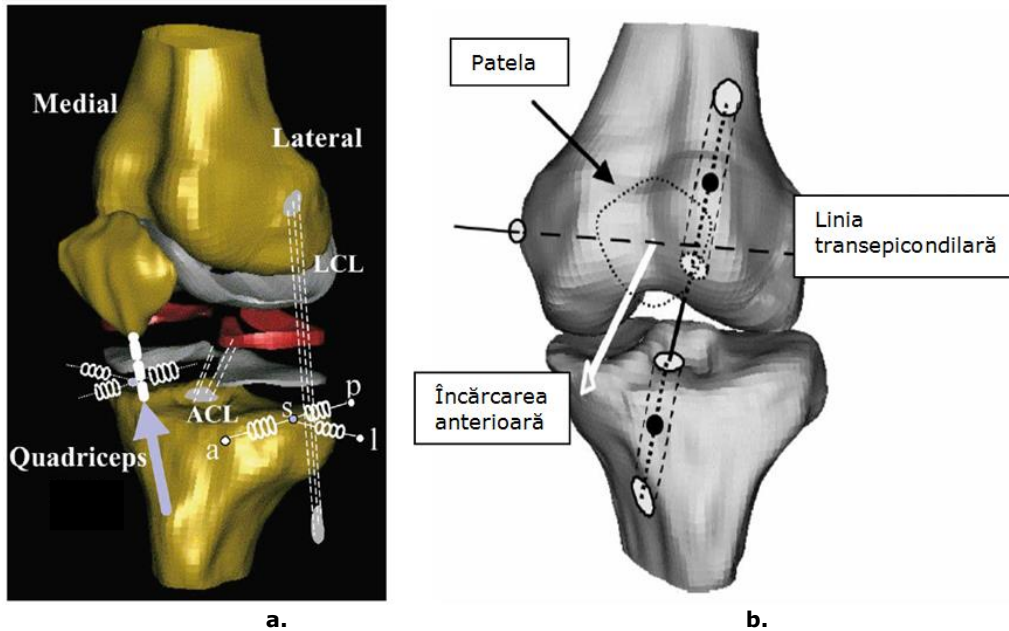 Medial
Lateral
LCL
ACL
Quadriceps
a
s
p
l
Patela
Linia
transepicondilară
Încărcarea
anterioară
a.
b.